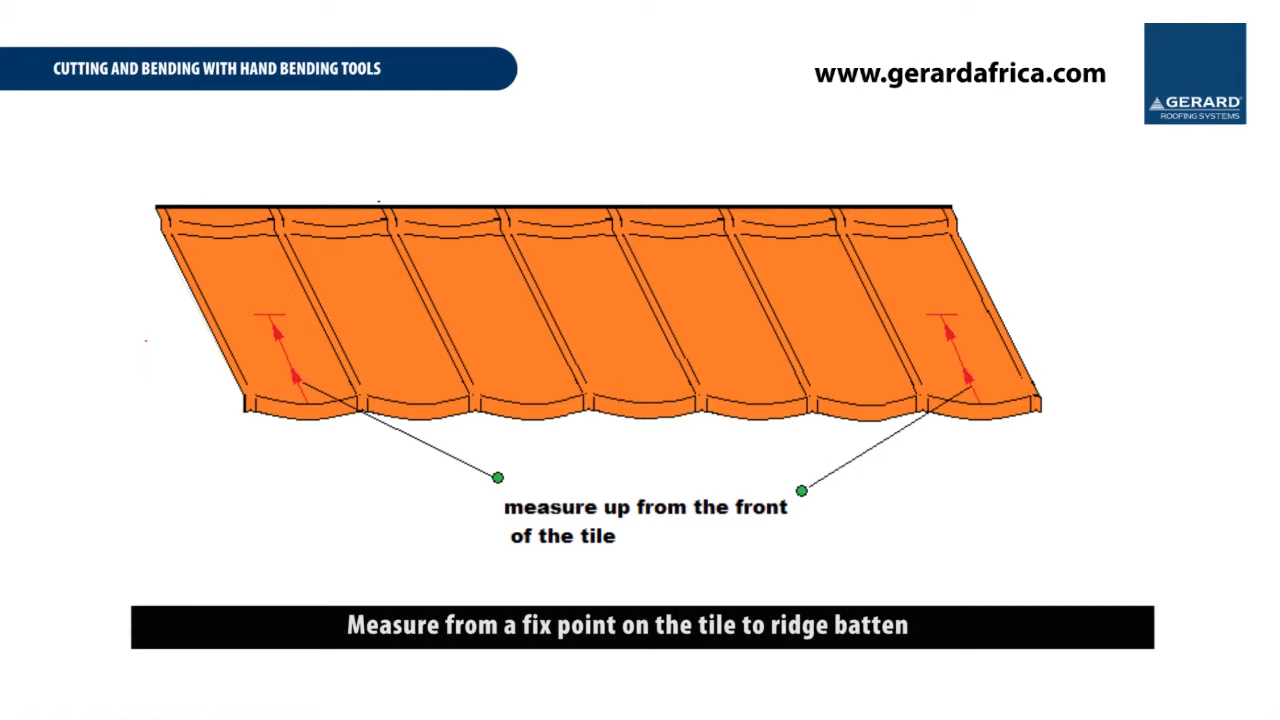 CUTTING AND BENDING WITH HAND BENDING TOOLS
www.gerardafrica.com
GERARD
ROOFING SYSTEMS
measure up from the front
of the tile
Measure from a fix point on the tile to ridge batten